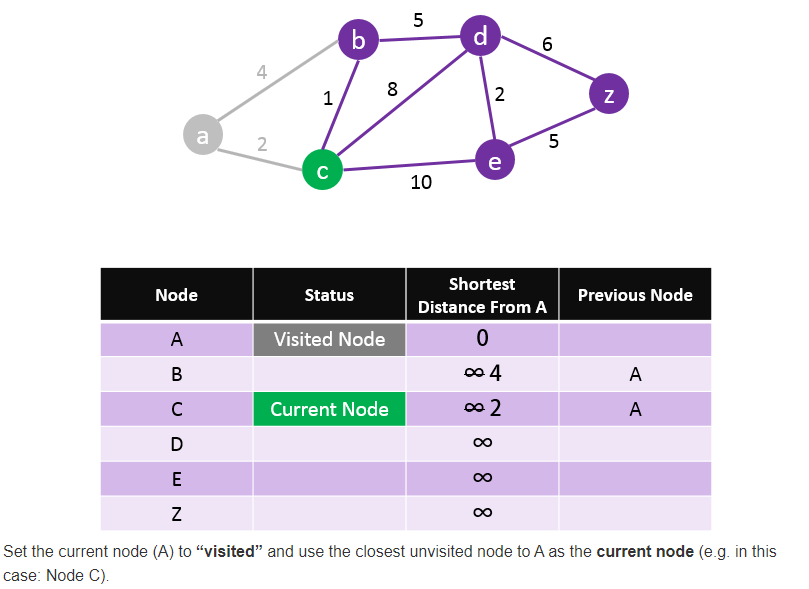 5
b
d
6
4
z
1
8
2
a
2
5
c
e
10
Node Status Shortest Distance From A Previous Node
A Visited Node 0
B ∞ 4 A
C Current Node ∞ 2 A
D ∞
E ∞
Z ∞
Set the current node (A) to “visited” and use the closest unvisited node to A as the current node (e.g. in this
case: Node C).